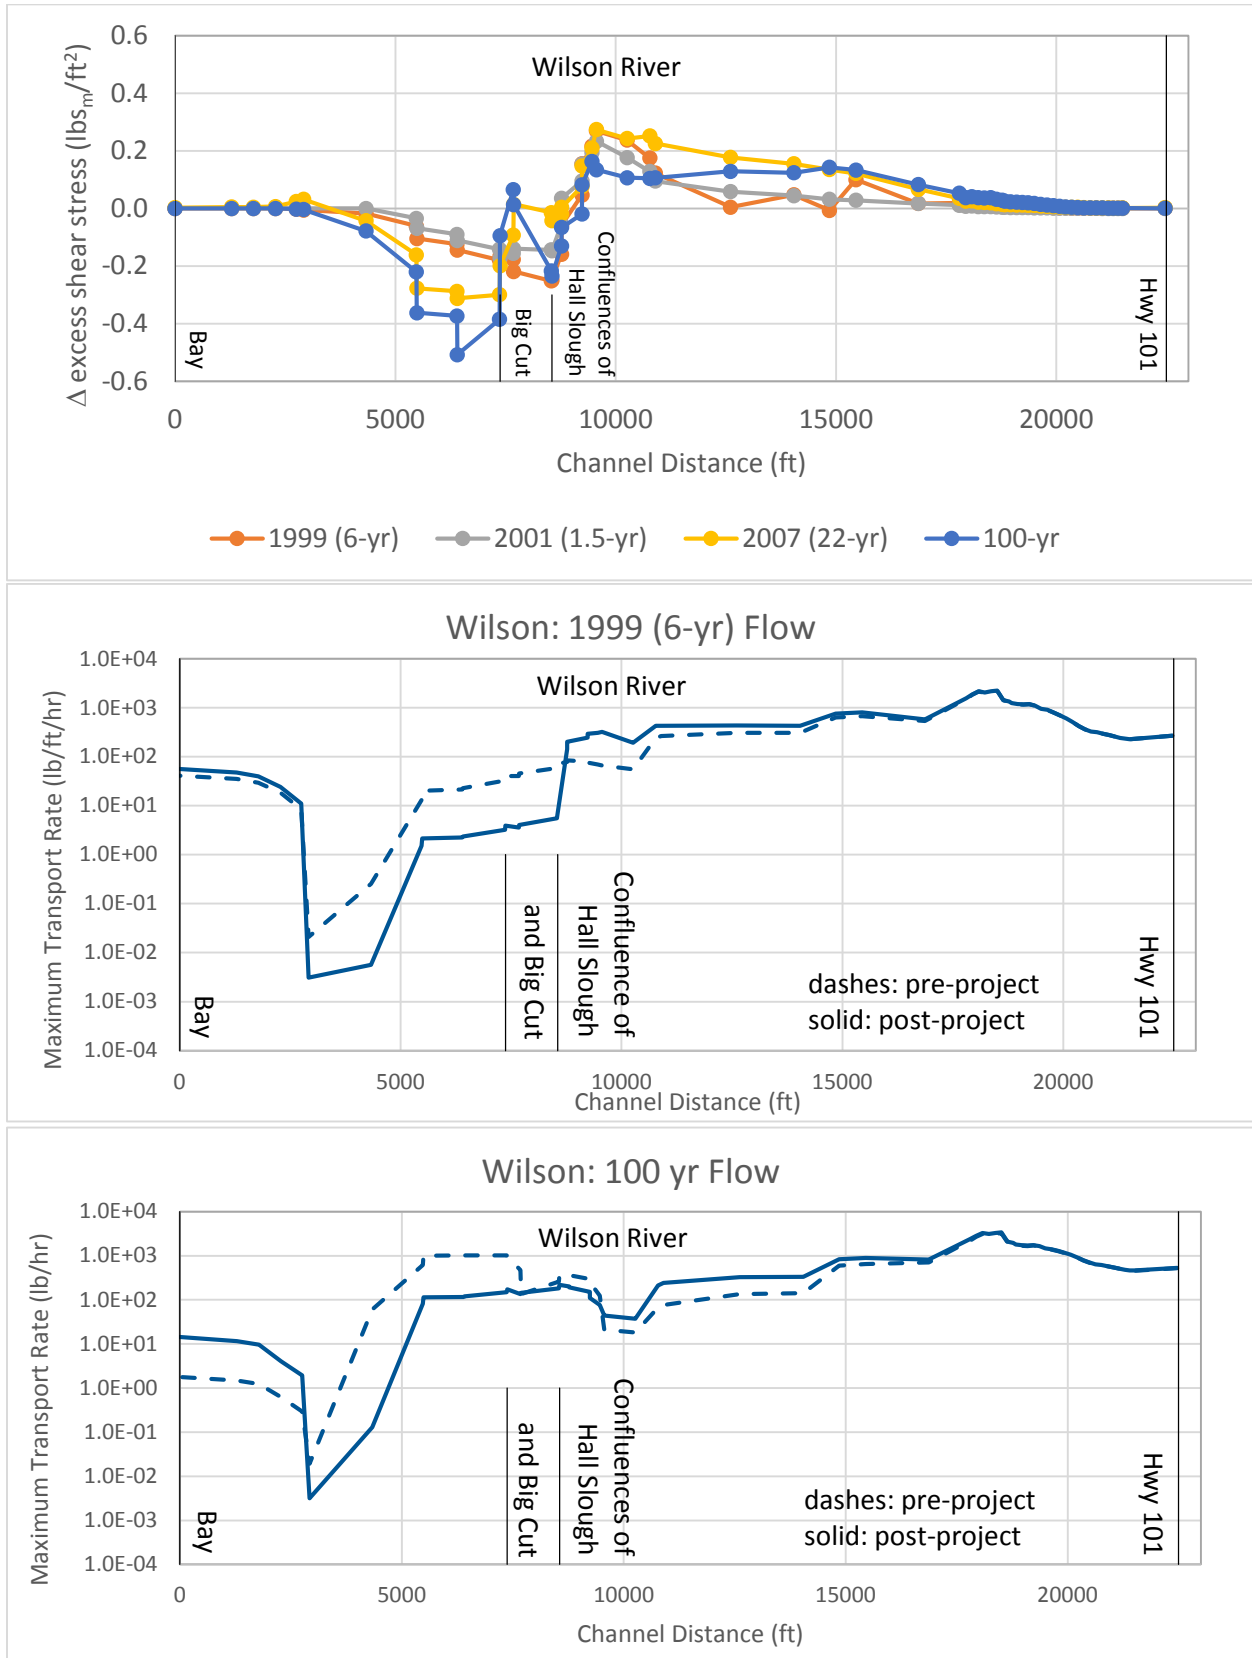 0.6
0.4
0.2
0.0
-0.2
-0.4
-0.6
Δ excess shear stress (lbsm/ft2)
Wilson River
Bay
Big Cut
Confluences of
Hall Slough
Hwy 101
0 5000 10000 15000 20000
Channel Distance (ft)
1999 (6-yr) 2001 (1.5-yr) 2007 (22-yr) 100-yr
Wilson: 1999 (6-yr) Flow
1.0E+04
1.0E+03
1.0E+02
1.0E+01
1.0E+00
1.0E-01
1.0E-02
1.0E-03
1.0E-04
Maximum Transport Rate (lb/ft/hr)
Wilson River
Bay
Confluence of
Hall Slough
and Big Cut
dashes: pre-project
solid: post-project
Hwy 101
0 5000 10000 15000 20000
Channel Distance (ft)
Wilson: 100 yr Flow
1.0E+04
1.0E+03
1.0E+02
1.0E+01
1.0E+00
1.0E-01
1.0E-02
1.0E-03
1.0E-04
Maximum Transport Rate (lb/hr)
Wilson River
Bay
Confluences of
Hall Slough
and Big Cut
dashes: pre-project
solid: post-project
Hwy 101
0 5000 10000 15000 20000
Channel Distance (ft)